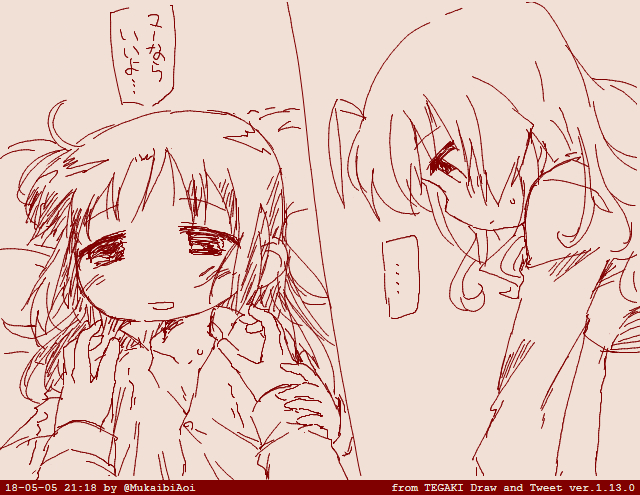 ユーなら
いいよ…
……
18-05-05 21:18 by @MukaibiAoi
from TEGAKI Draw and Tweet ver.1.13.0